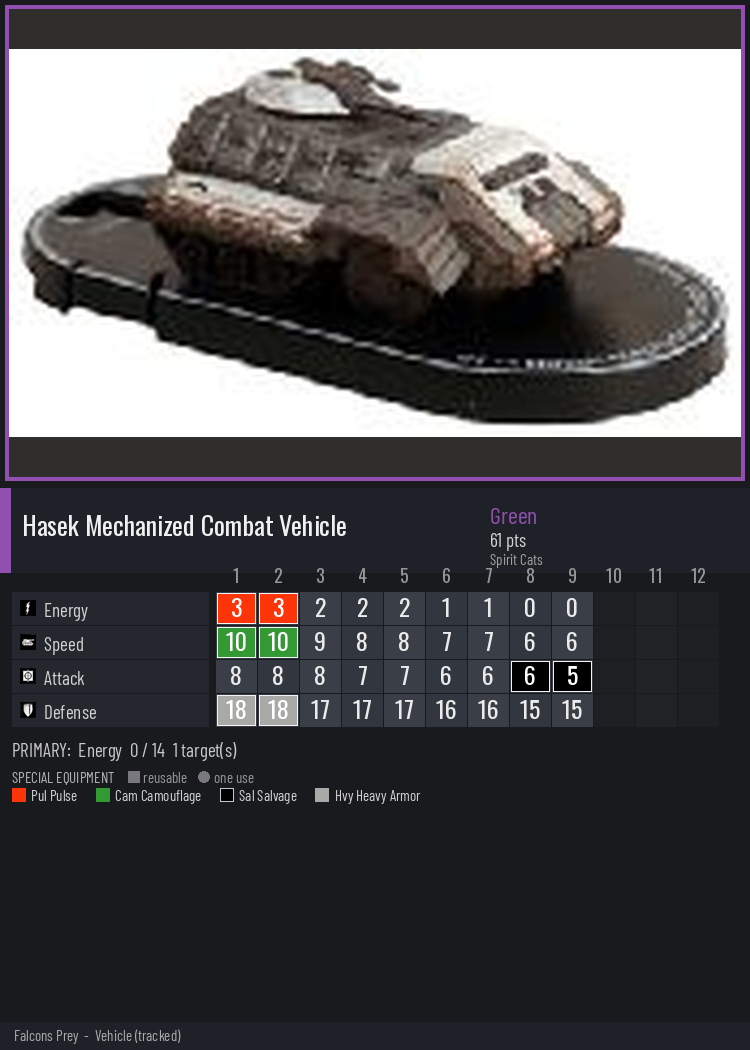 Hasek Mechanized Combat Vehicle
Green
61 pts
Spirit Cats
1 2 3 4 5 6 7 8 9 10 11 12
Energy 3 3 2 2 2 1 1 0 0
Speed 10 10 9 8 8 7 7 6 6
Attack 8 8 8 7 7 6 6 6 5
Defense 18 18 17 17 17 16 16 15 15
PRIMARY: Energy 0 / 14 1 target(s)
SPECIAL EQUIPMENT reusable one use
Pul Pulse Cam Camouflage Sal Salvage Hvy Heavy Armor
Falcons Prey - Vehicle (tracked)